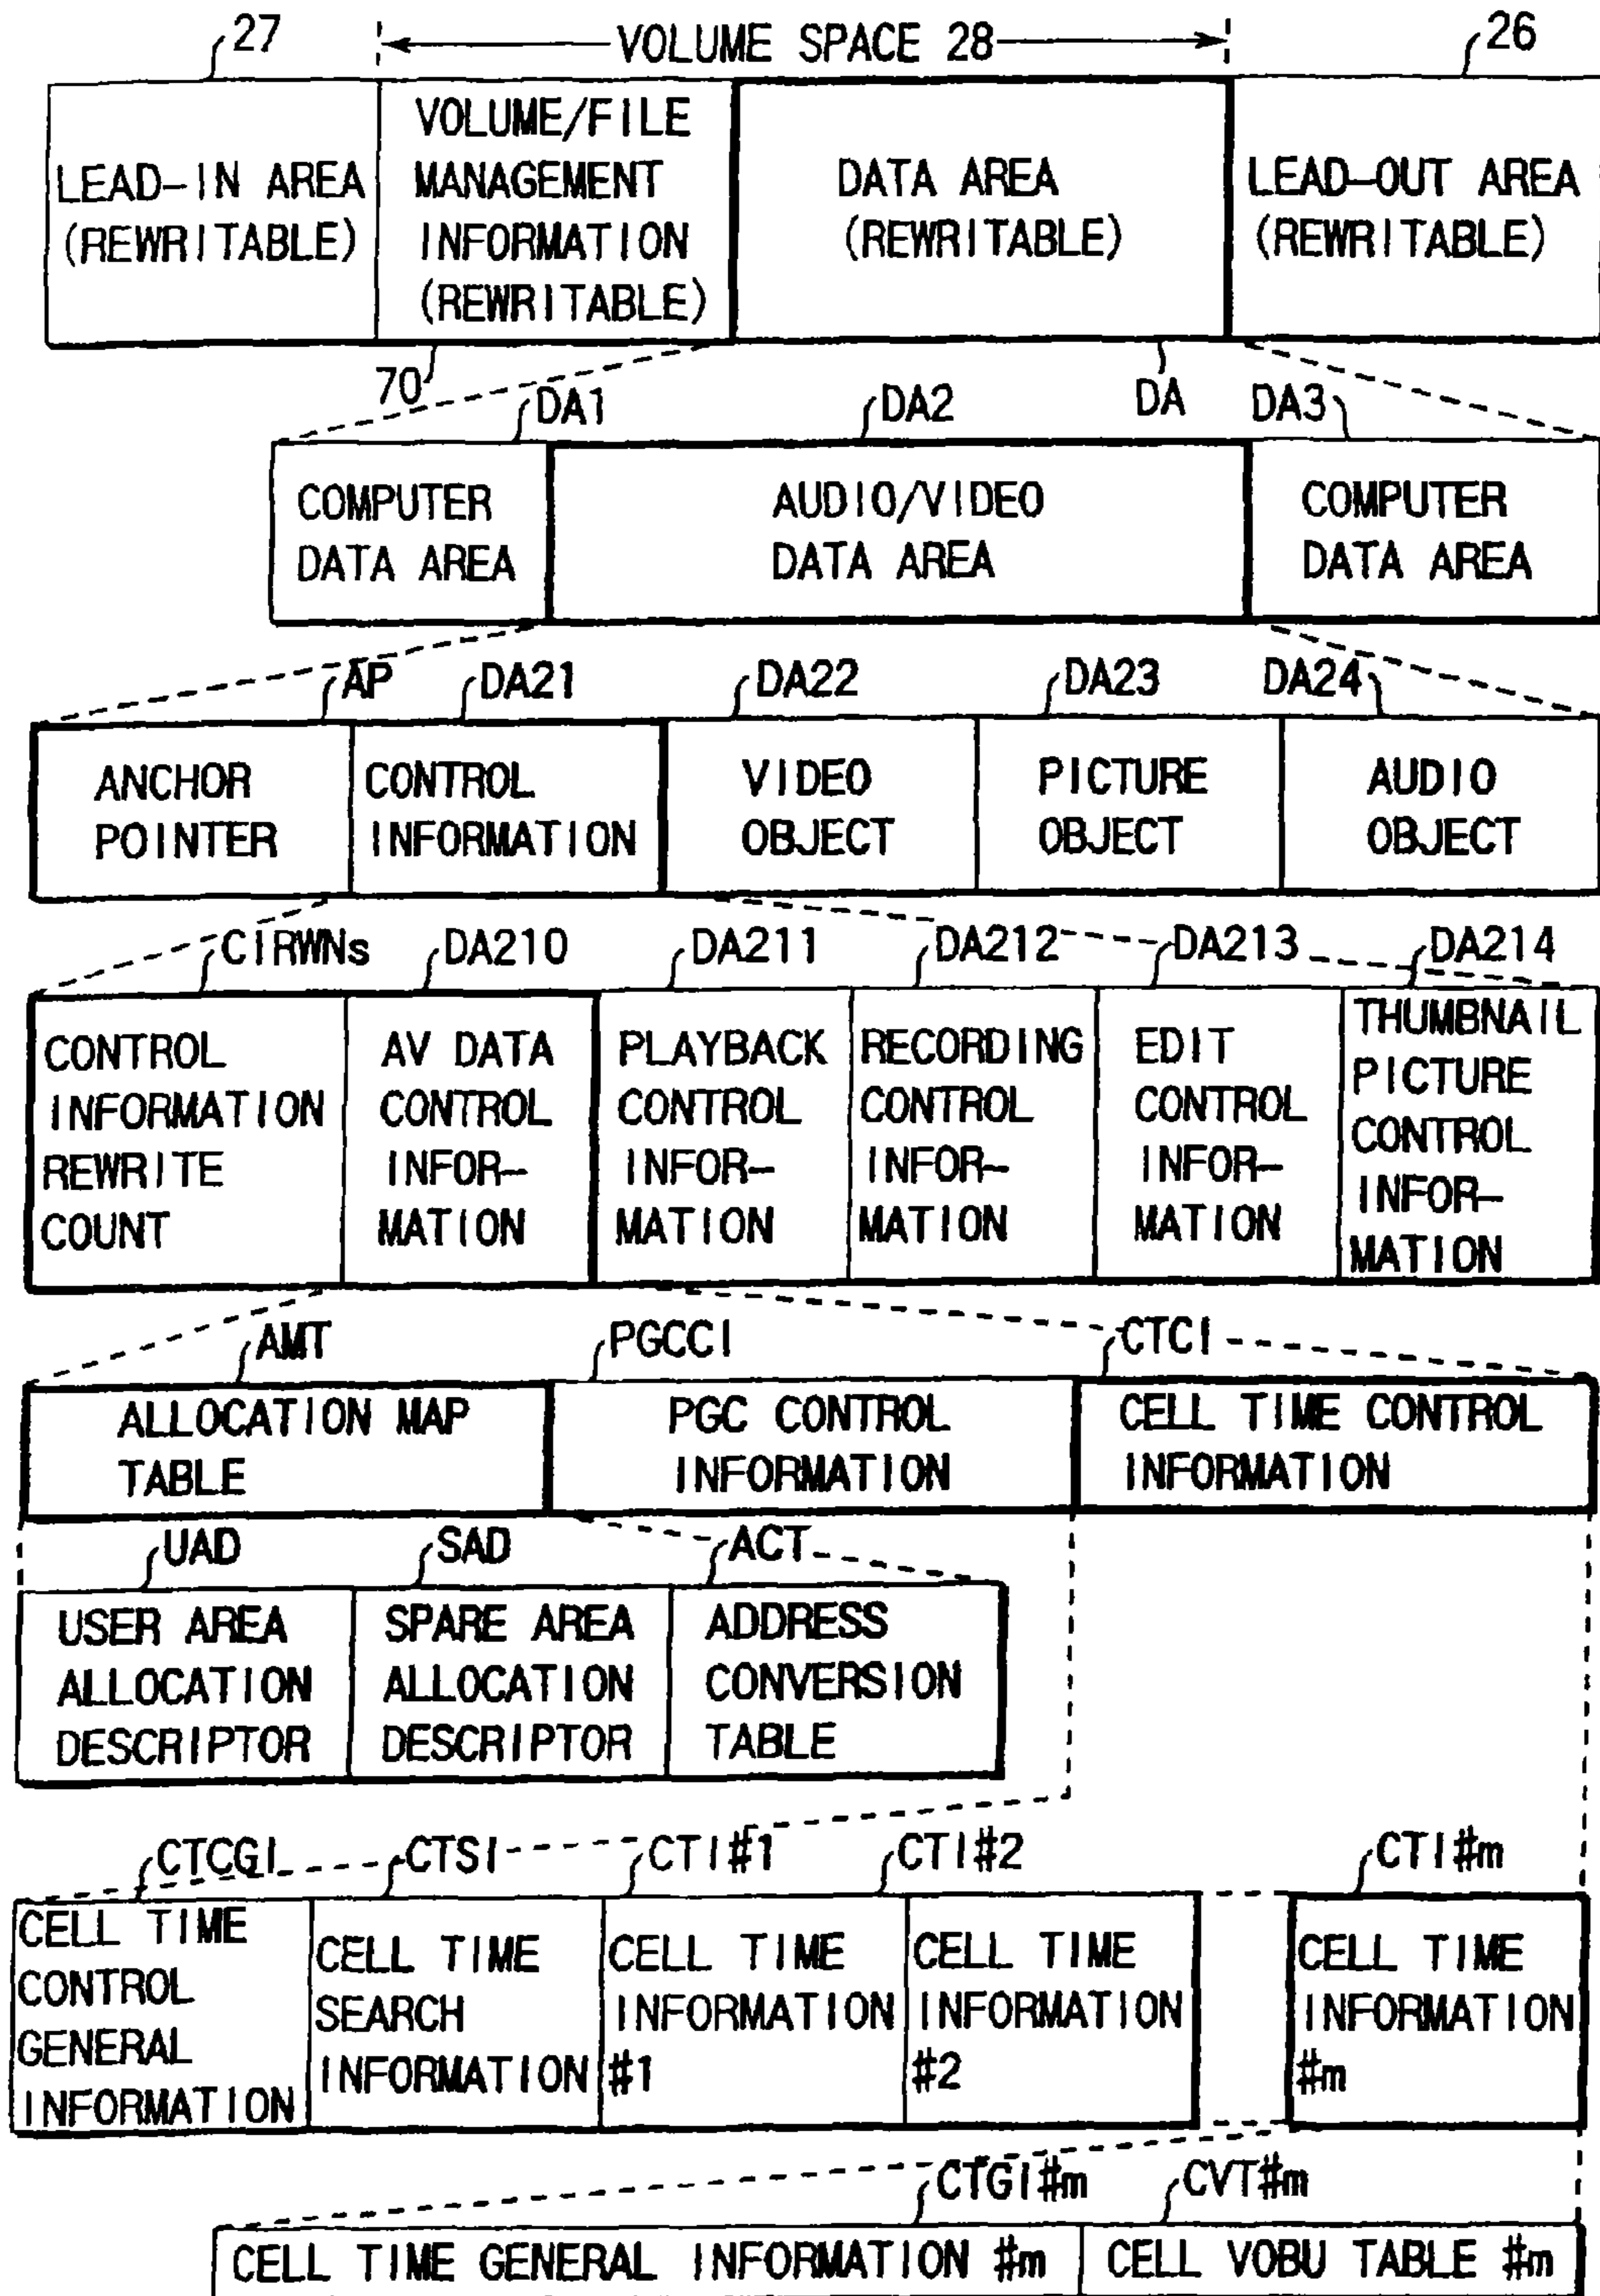 27
VOLUME SPACE 28
26
LEAD-IN AREA
(REWRITABLE)
VOLUME/FILE
MANAGEMENT
INFORMATION
(REWRITABLE)
DATA AREA
(REWRITABLE)
LEAD-OUT AREA
(REWRITABLE)
70
DA1
DA2
DA
DA3
COMPUTER
DATA AREA
AUDIO/VIDEO
DATA AREA
COMPUTER
DATA AREA
AP
DA21
DA22
DA23
DA24
ANCHOR
POINTER
CONTROL
INFORMATION
VIDEO
OBJECT
PICTURE
OBJECT
AUDIO
OBJECT
CIRWNs
DA210
DA211
DA212
DA213
DA214
CONTROL
INFORMATION
REWRITE
COUNT
AV DATA
CONTROL
INFOR-
MATION
PLAYBACK
CONTROL
INFOR-
MATION
RECORDING
CONTROL
INFOR-
MATION
EDIT
CONTROL
INFOR-
MATION
THUMBNAIL
PICTURE
CONTROL
INFOR-
MATION
AMT
PGCCI
CTCI
ALLOCATION MAP
TABLE
PGC CONTROL
INFORMATION
CELL TIME CONTROL
INFORMATION
UAD
SAD
ACT
USER AREA
ALLOCATION
DESCRIPTOR
SPARE AREA
ALLOCATION
DESCRIPTOR
ADDRESS
CONVERSION
TABLE
CTCGI
CTSI
CTI#1
CTI#2
CTI#m
CELL TIME
CONTROL
GENERAL
INFORMATION
CELL TIME
SEARCH
INFORMATION
CELL TIME
INFORMATION
#1
CELL TIME
INFORMATION
#2
CELL TIME
INFORMATION
#m
CTGI#m
CVT#m
CELL TIME GENERAL INFORMATION #m
CELL VOBU TABLE #m